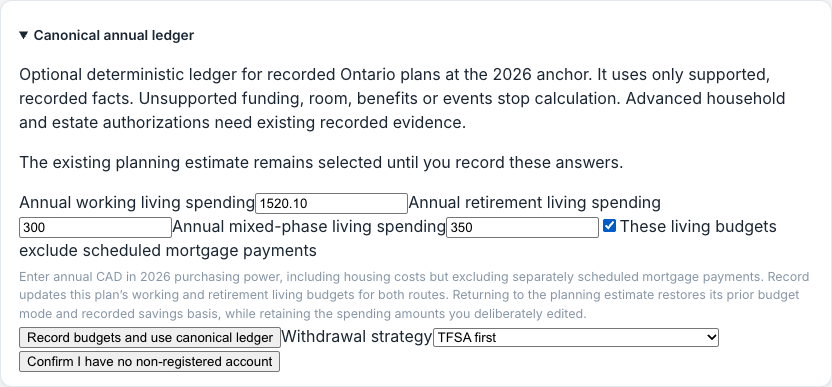 ▼ Canonical annual ledger
Optional deterministic ledger for recorded Ontario plans at the 2026 anchor. It uses only supported,
recorded facts. Unsupported funding, room, benefits or events stop calculation. Advanced household
and estate authorizations need existing recorded evidence.
The existing planning estimate remains selected until you record these answers.
Annual working living spending 1520.10 Annual retirement living spending
300 Annual mixed-phase living spending 350 These living budgets
exclude scheduled mortgage payments
Enter annual CAD in 2026 purchasing power, including housing costs but excluding separately scheduled mortgage payments. Record
updates this plan's working and retirement living budgets for both routes. Returning to the planning estimate restores its prior budget
mode and recorded savings basis, while retaining the spending amounts you deliberately edited.
Record budgets and use canonical ledger Withdrawal strategy TFSA first
Confirm I have no non-registered account